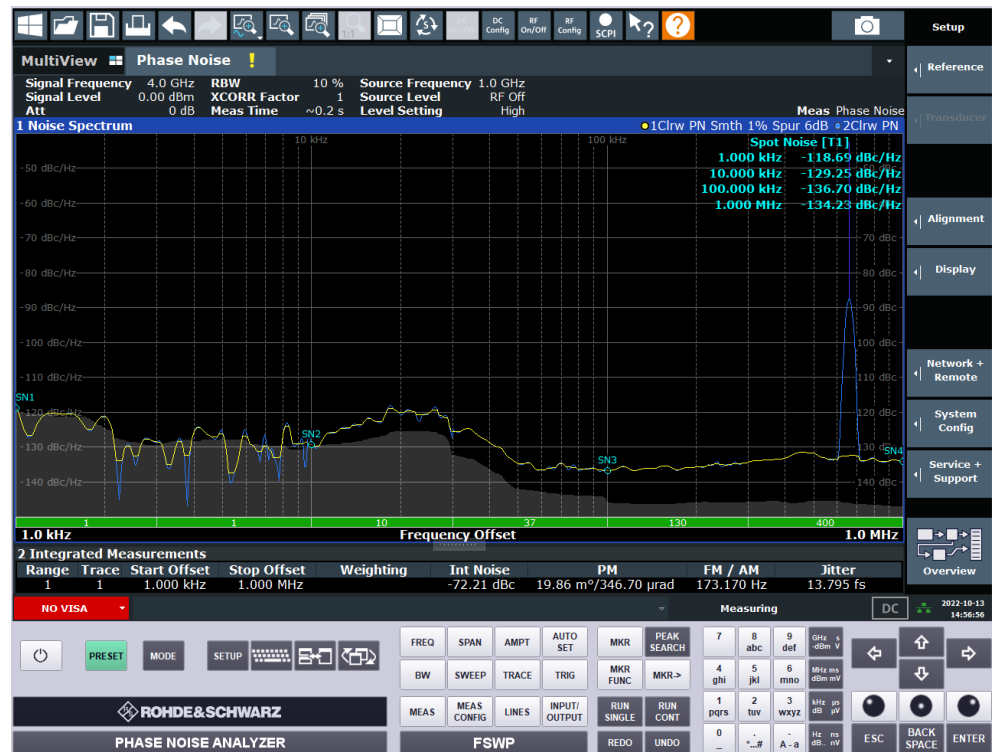 1:1
DC On/Off
DC Config
RF On/Off
RF Config
SCPI
MultiView
Phase Noise !
Signal Frequency 4.0 GHz RBW 10 % Source Frequency 1.0 GHz
Signal Level 0.00 dBm XCORR Factor 1 Source Level RF Off
Att 0 dB Meas Time ~0.2 s Level Setting High
Meas Phase Noise
1 Noise Spectrum
1Clrw PN Smth 1% Spur 6dB 2Clrw PN
10 kHz
100 kHz
Spot Noise [T1]
1.000 kHz -118.69 dBc/Hz
10.000 kHz -129.25 dBc/Hz
100.000 kHz -136.70 dBc/Hz
1.000 MHz -134.23 dBc/Hz
-50 dBc/Hz
-60 dBc/Hz
-70 dBc/Hz
-70 dBc
-80 dBc/Hz
-80 dBc
-90 dBc/Hz
-90 dBc
-100 dBc/Hz
-100 dBc
-110 dBc/Hz
-110 dBc
SN1
-120 dBc/Hz
-120 dBc
SN2
-130 dBc/Hz
-130 dBc
SN3
SN4
-140 dBc/Hz
-140 dBc
1 1 10 37 130 400
1.0 kHz Frequency Offset 1.0 MHz
2 Integrated Measurements
Range Trace Start Offset Stop Offset Weighting Int Noise PM FM / AM Jitter
1 1 1.000 kHz 1.000 MHz -72.21 dBc 19.86 m°/346.70 µrad 173.170 Hz 13.795 fs
NO VISA
Measuring
DC
2022-10-13
14:56:56
Setup
Reference
Transducer
Alignment
Display
Network +
Remote
System
Config
Service +
Support
Overview
PRESET
MODE
SETUP
FREQ
SPAN
AMPT
AUTO SET
MKR
PEAK SEARCH
BW
SWEEP
TRACE
TRIG
MKR FUNC
MKR->
MEAS
MEAS CONFIG
LINES
INPUT/ OUTPUT
RUN SINGLE
RUN CONT
REDO
UNDO
7
8 abc
9 def
GHz s -dBm V
4 ghi
5 jkl
6 mno
MHz ms dBm mV
1 pqrs
2 tuv
3 wxyz
kHz µs dB µV
0 _
. *...#
- A - a
Hz ns dB.. nV
ESC
BACK SPACE
ENTER
R&S ROHDE&SCHWARZ
PHASE NOISE ANALYZER
FSWP